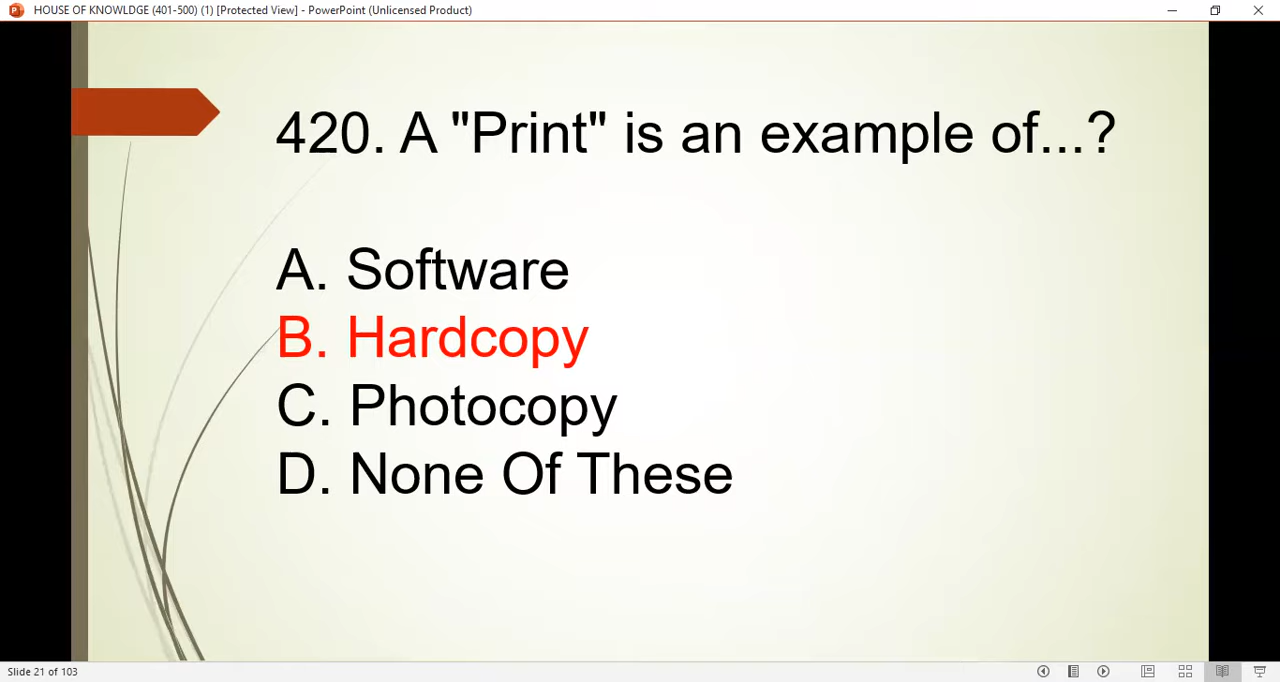 HOUSE OF KNOWLDGE (401-500) (1) [Protected View] - PowerPoint (Unlicensed Product)
420. A "Print" is an example of...?
A. Software
B. Hardcopy
C. Photocopy
D. None Of These
Slide 21 of 103